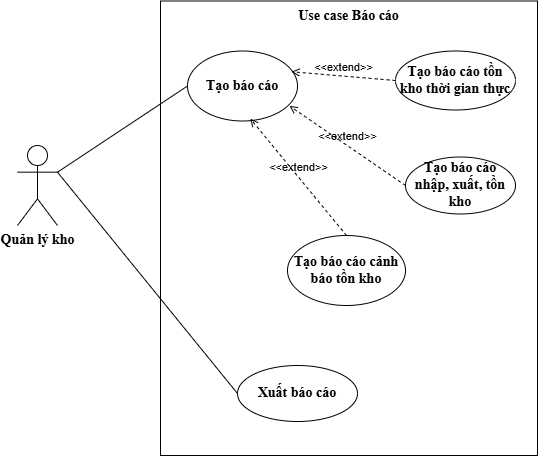 Use case Báo cáo
Tạo báo cáo
<<extend>>
Tạo báo cáo tồn
kho thời gian thực
<<extend>>
Tạo báo cáo
nhập, xuất, tồn
kho
<<extend>>
Quản lý kho
Tạo báo cáo cảnh
báo tồn kho
Xuất báo cáo